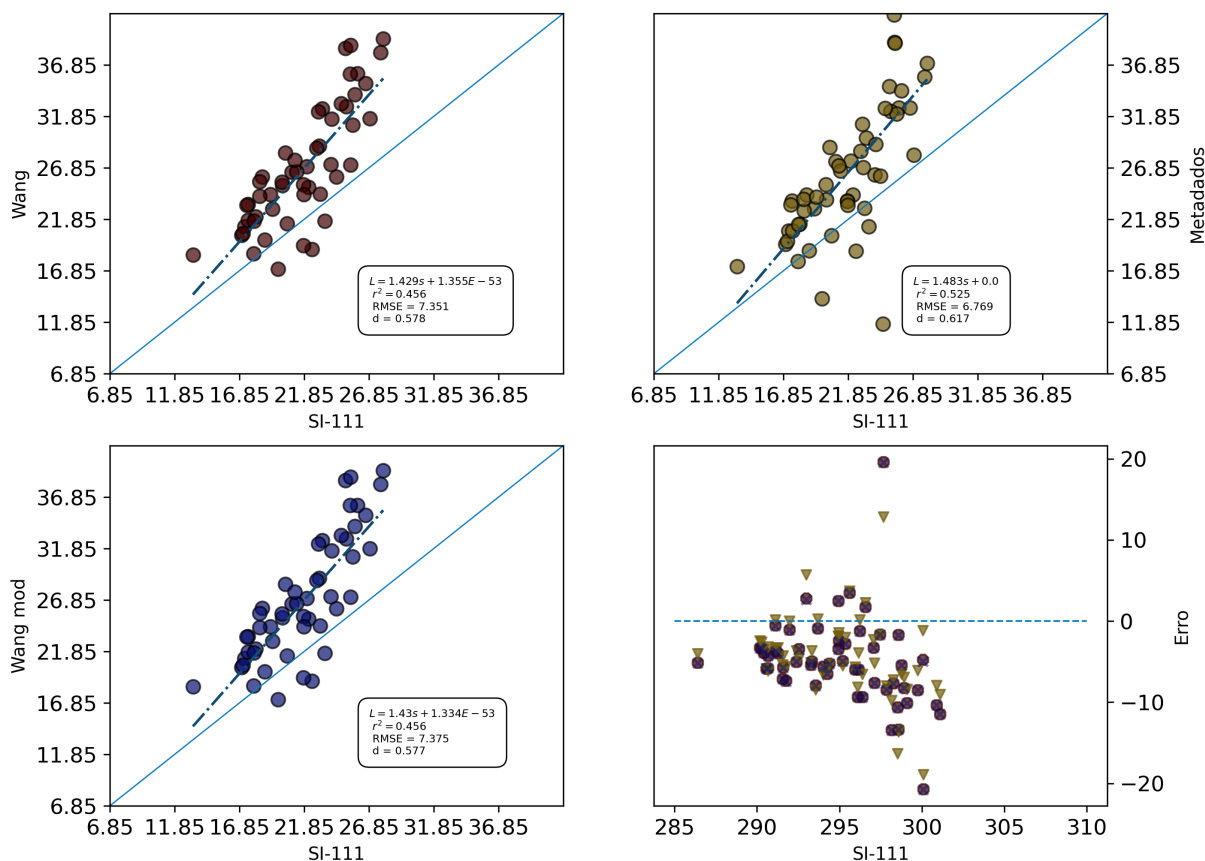 36.85
31.85
26.85
21.85
16.85
11.85
6.85
Wang
L = 1.429s + 1.355E − 53
r² = 0.456
RMSE = 7.351
d = 0.578
6.85 11.85 16.85 21.85 26.85 31.85 36.85
SI-111
36.85
31.85
26.85
21.85
16.85
11.85
6.85
Metadados
L = 1.483s + 0.0
r² = 0.525
RMSE = 6.769
d = 0.617
6.85 11.85 16.85 21.85 26.85 31.85 36.85
SI-111
36.85
31.85
26.85
21.85
16.85
11.85
6.85
Wang mod
L = 1.43s + 1.334E − 53
r² = 0.456
RMSE = 7.375
d = 0.577
6.85 11.85 16.85 21.85 26.85 31.85 36.85
SI-111
20
10
0
−10
−20
Erro
285 290 295 300 305 310
SI-111